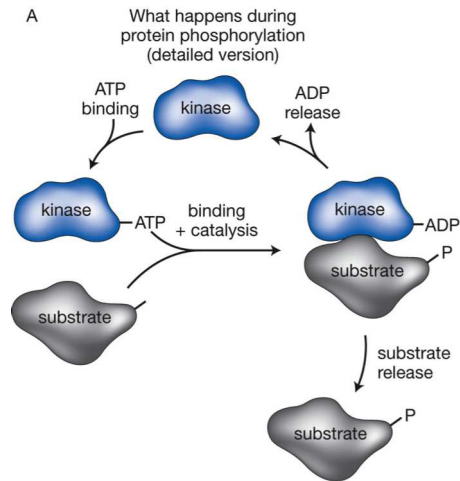 A
What happens during
protein phosphorylation
(detailed version)
ATP
binding
kinase
ADP
release
kinase
ATP
binding
+ catalysis
kinase
ADP
substrate
P
substrate
substrate
release
substrate
P